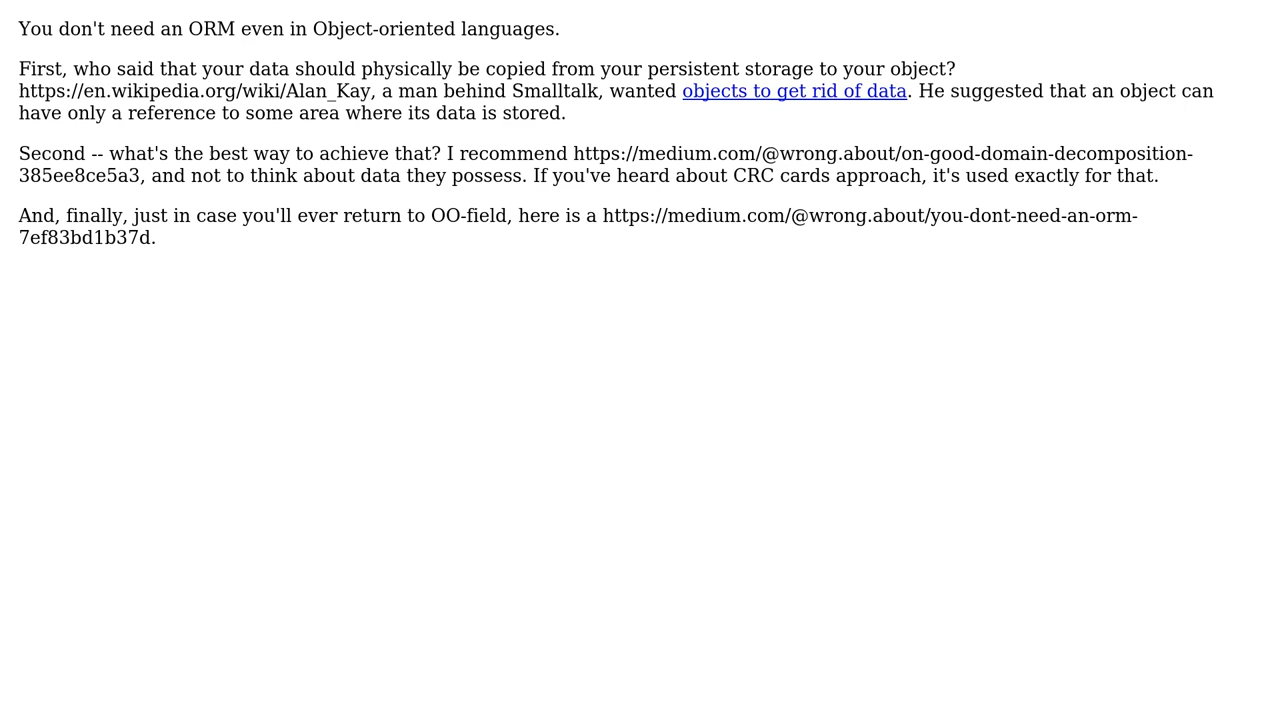 You don't need an ORM even in Object-oriented languages.
First, who said that your data should physically be copied from your persistent storage to your object?
https://en.wikipedia.org/wiki/Alan_Kay, a man behind Smalltalk, wanted objects to get rid of data. He suggested that an object can
have only a reference to some area where its data is stored.
Second -- what's the best way to achieve that? I recommend https://medium.com/@wrong.about/on-good-domain-decomposition-
385ee8ce5a3, and not to think about data they possess. If you've heard about CRC cards approach, it's used exactly for that.
And, finally, just in case you'll ever return to OO-field, here is a https://medium.com/@wrong.about/you-dont-need-an-orm-
7ef83bd1b37d.